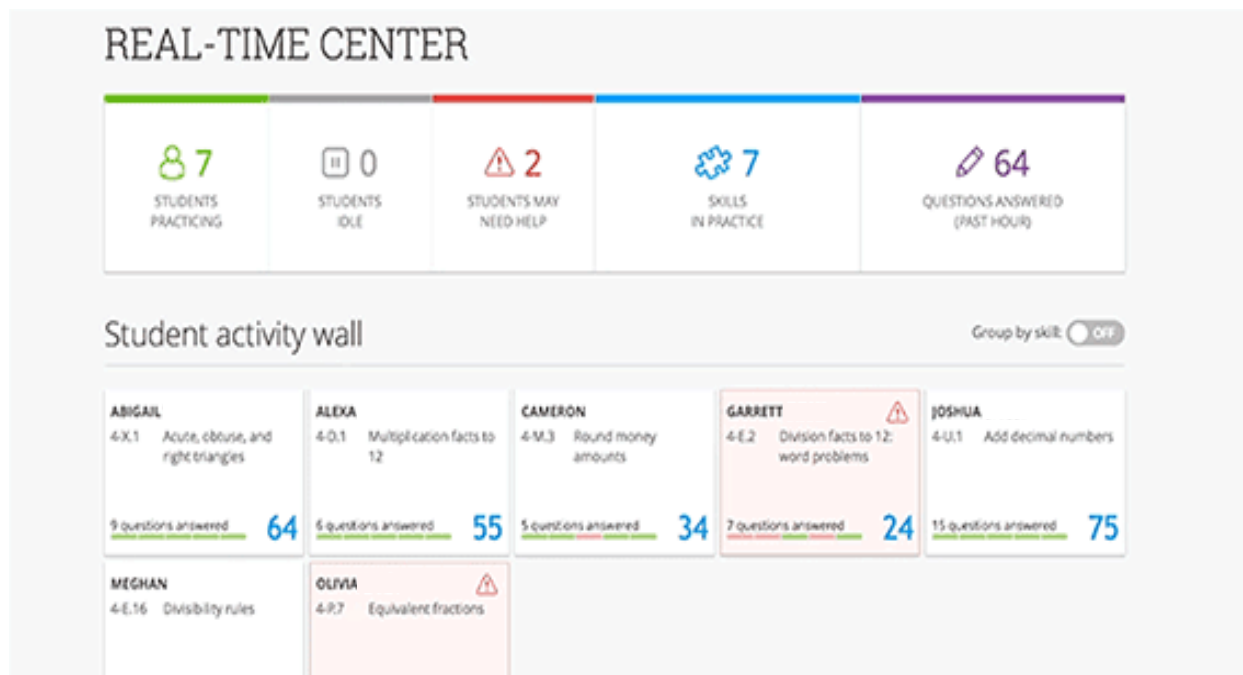 REAL-TIME CENTER
7
STUDENTS
PRACTICING
0
STUDENTS
IDLE
2
STUDENTS MAY
NEED HELP
7
SKILLS
IN PRACTICE
64
QUESTIONS ANSWERED
(PAST HOUR)
Student activity wall
Group by skill: OFF
ABIGAIL
4-X.1 Acute, obtuse, and
right triangles
9 questions answered 64
ALEXA
4-D.1 Multiplication facts to
12
6 questions answered 55
CAMERON
4-M.3 Round money
amounts
5 questions answered 34
GARRETT
4-E.2 Division facts to 12:
word problems
7 questions answered 24
JOSHUA
4-U.1 Add decimal numbers
15 questions answered 75
MEGHAN
4-E.16 Divisibility rules
OLIVIA
4-P.7 Equivalent fractions